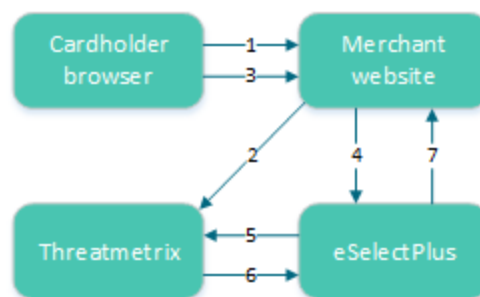 Cardholder
browser
1
3
Merchant
website
2
4
7
Threatmetrix
5
6
eSelectPlus